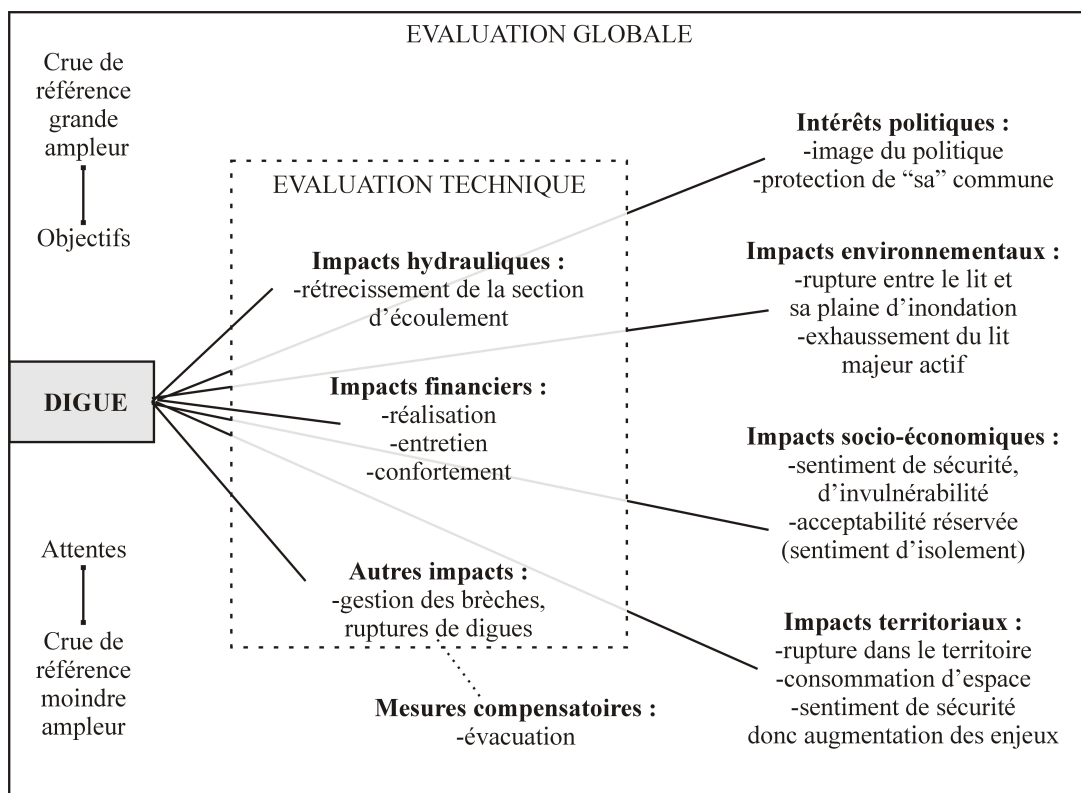 EVALUATION GLOBALE
Crue de
référence
grande
ampleur
Objectifs
DIGUE
Attentes
Crue de
référence
moindre
ampleur
EVALUATION TECHNIQUE
Impacts hydrauliques :
-rétrecissement de la section
d’écoulement
Impacts financiers :
-réalisation
-entretien
-confortement
Autres impacts :
-gestion des brèches,
ruptures de digues
Mesures compensatoires :
-évacuation
Intérêts politiques :
-image du politique
-protection de “sa” commune
Impacts environnementaux :
-rupture entre le lit et
sa plaine d’inondation
-exhaussement du lit
majeur actif
Impacts socio-économiques :
-sentiment de sécurité,
d’invulnérabilité
-acceptabilité réservée
(sentiment d’isolement)
Impacts territoriaux :
-rupture dans le territoire
-consommation d’espace
-sentiment de sécurité
donc augmentation des enjeux